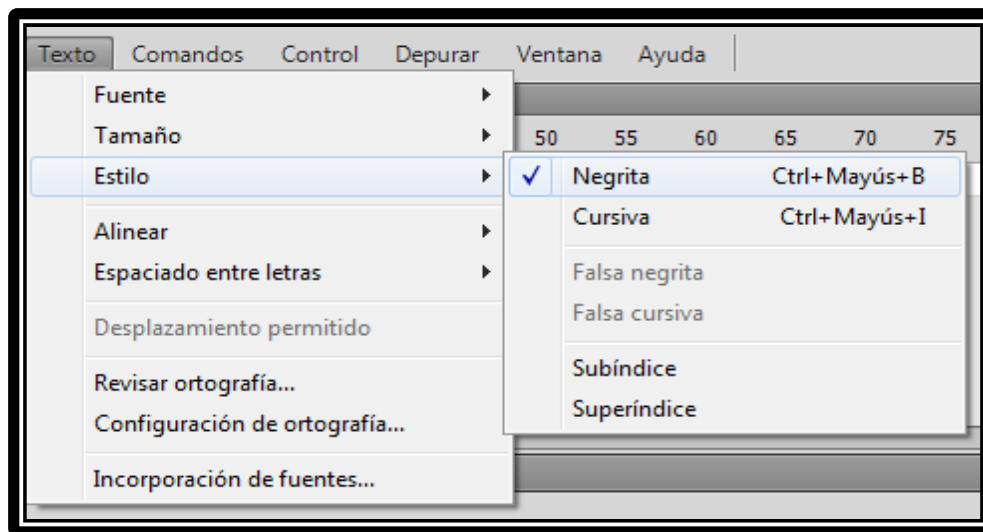 Texto Comandos Control Depurar Ventana Ayuda
Fuente
Tamaño
50 55 60 65 70 75
Estilo
Negrita Ctrl+Mayús+B
Cursiva Ctrl+Mayús+I
Falsa negrita
Falsa cursiva
Subíndice
Superíndice
Alinear
Espaciado entre letras
Desplazamiento permitido
Revisar ortografía...
Configuración de ortografía...
Incorporación de fuentes...